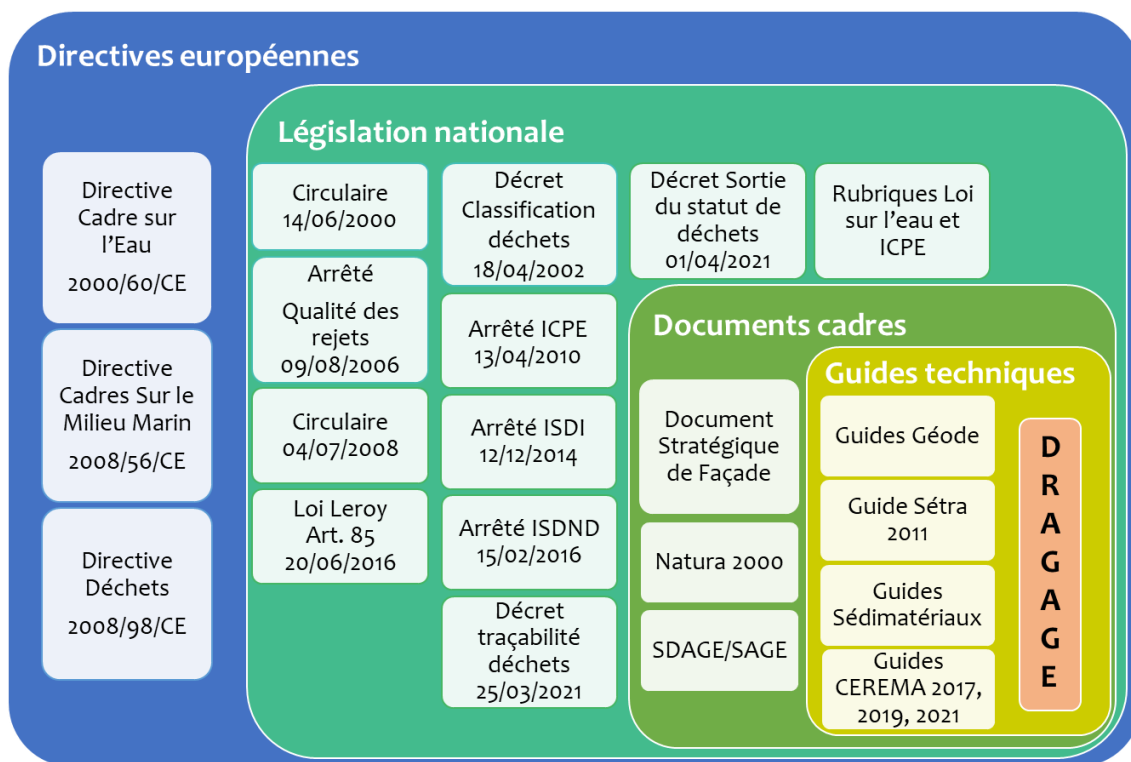 Directives européennes
Directive
Cadre sur
l'Eau
2000/60/CE
Directive
Cadres Sur le
Milieu Marin
2008/56/CE
Directive
Déchets
2008/98/CE
Législation nationale
Circulaire
14/06/2000
Arrêté
Qualité des
rejets
09/08/2006
Circulaire
04/07/2008
Loi Leroy
Art. 85
20/06/2016
Décret
Classification
déchets
18/04/2002
Arrêté ICPE
13/04/2010
Arrêté ISDI
12/12/2014
Arrêté ISDND
15/02/2016
Décret
traçabilité
déchets
25/03/2021
Décret Sortie
du statut de
déchets
01/04/2021
Rubriques Loi
sur l'eau et
ICPE
Documents cadres
Document
Stratégique
de Façade
Natura 2000
SDAGE/SAGE
Guides techniques
Guides Géode
Guide Sétra
2011
Guides
Sédimatériaux
Guides
CEREMA 2017,
2019, 2021
D
R
A
G
A
G
E